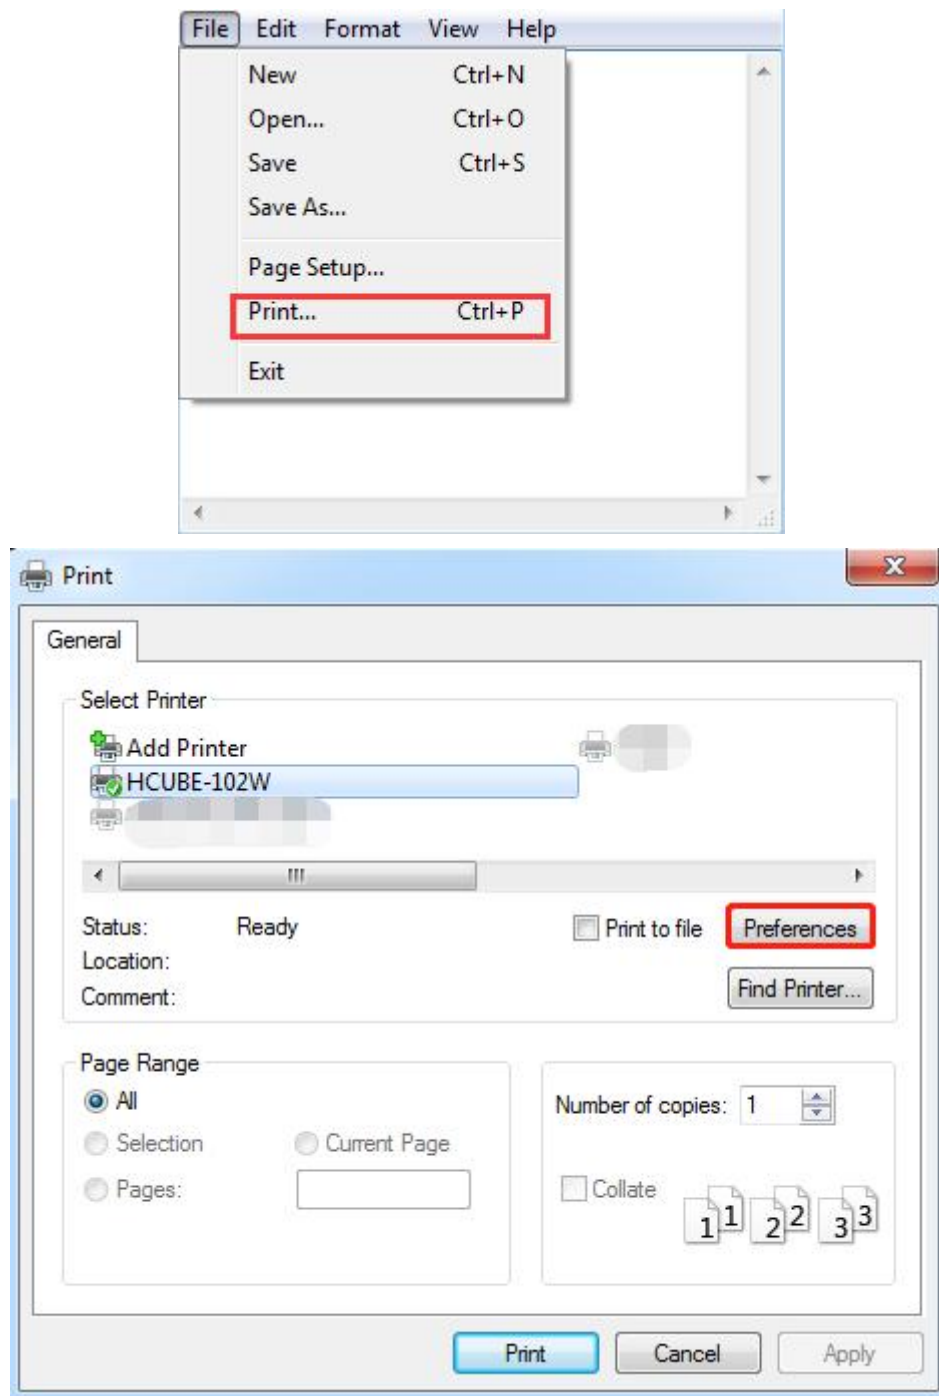 File Edit Format View Help
New Ctrl+N
Open... Ctrl+O
Save Ctrl+S
Save As...
Page Setup...
Print... Ctrl+P
Exit
Print
General
Select Printer
Add Printer
HCUBE-102W
Status: Ready
Print to file
Preferences
Location:
Comment:
Find Printer...
Page Range
All
Selection
Current Page
Pages:
Number of copies: 1
Collate
1 1 2 2 3 3
Print
Cancel
Apply